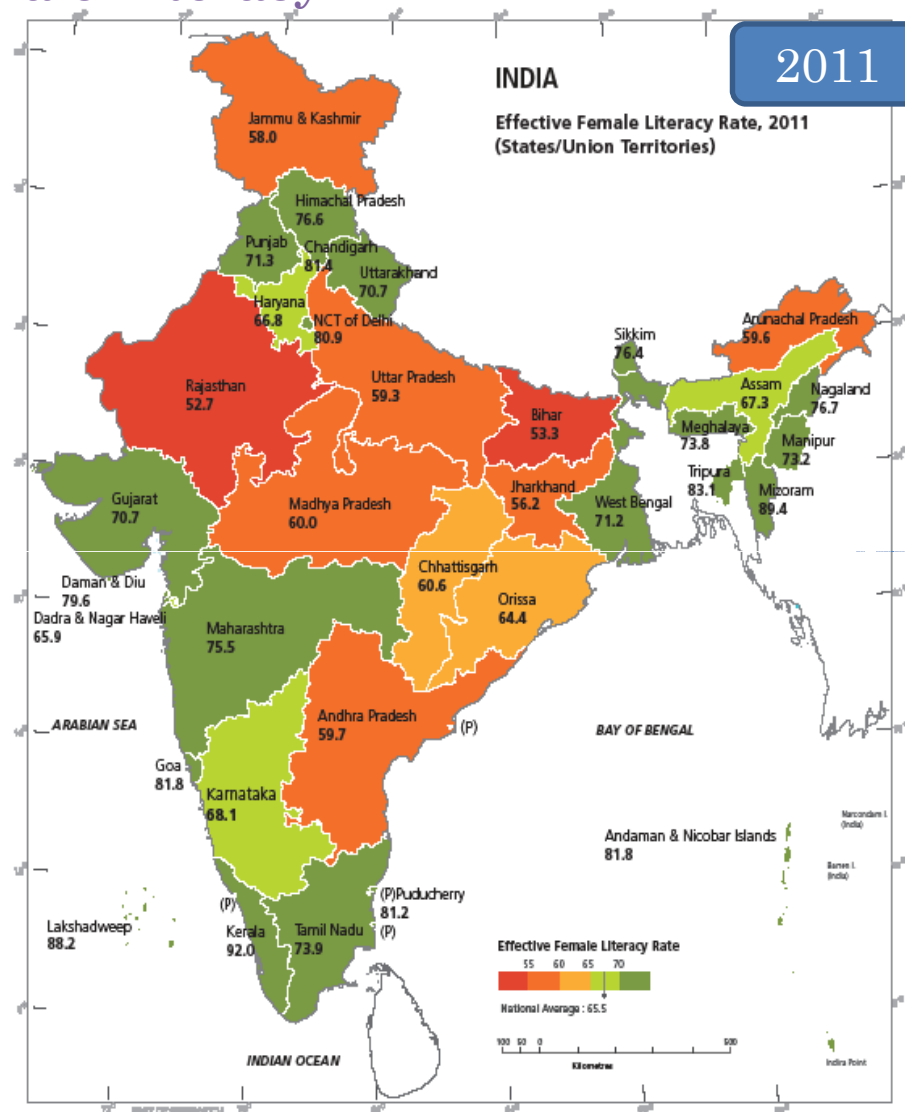 2011
INDIA
Effective Female Literacy Rate, 2011
(States/Union Territories)
Jammu & Kashmir
58.0
Himachal Pradesh
76.6
Punjab
71.3
Chandigarh
81.4
Uttarakhand
70.7
Haryana
66.8
NCT of Delhi
80.9
Rajasthan
52.7
Uttar Pradesh
59.3
Bihar
53.3
Sikkim
76.4
Arunachal Pradesh
59.6
Assam
67.3
Nagaland
76.7
Meghalaya
73.8
Manipur
73.2
Tripura
83.1
Mizoram
89.4
Gujarat
70.7
Madhya Pradesh
60.0
Jharkhand
56.2
West Bengal
71.2
Chhattisgarh
60.6
Orissa
64.4
Daman & Diu
79.6
Dadra & Nagar Haveli
65.9
Maharashtra
75.5
Andhra Pradesh
59.7
(P)
ARABIAN SEA
BAY OF BENGAL
Goa
81.8
Karnataka
68.1
Andaman & Nicobar Islands
81.8
Narcondam I.
(India)
Barren I.
(India)
(P)Puducherry
81.2
(P)
(P)
Lakshadweep
88.2
Kerala
92.0
Tamil Nadu
73.9
Effective Female Literacy Rate
55 60 65 70
National Average : 65.5
100 50 0 500
Kilometres
INDIAN OCEAN
Indira Point